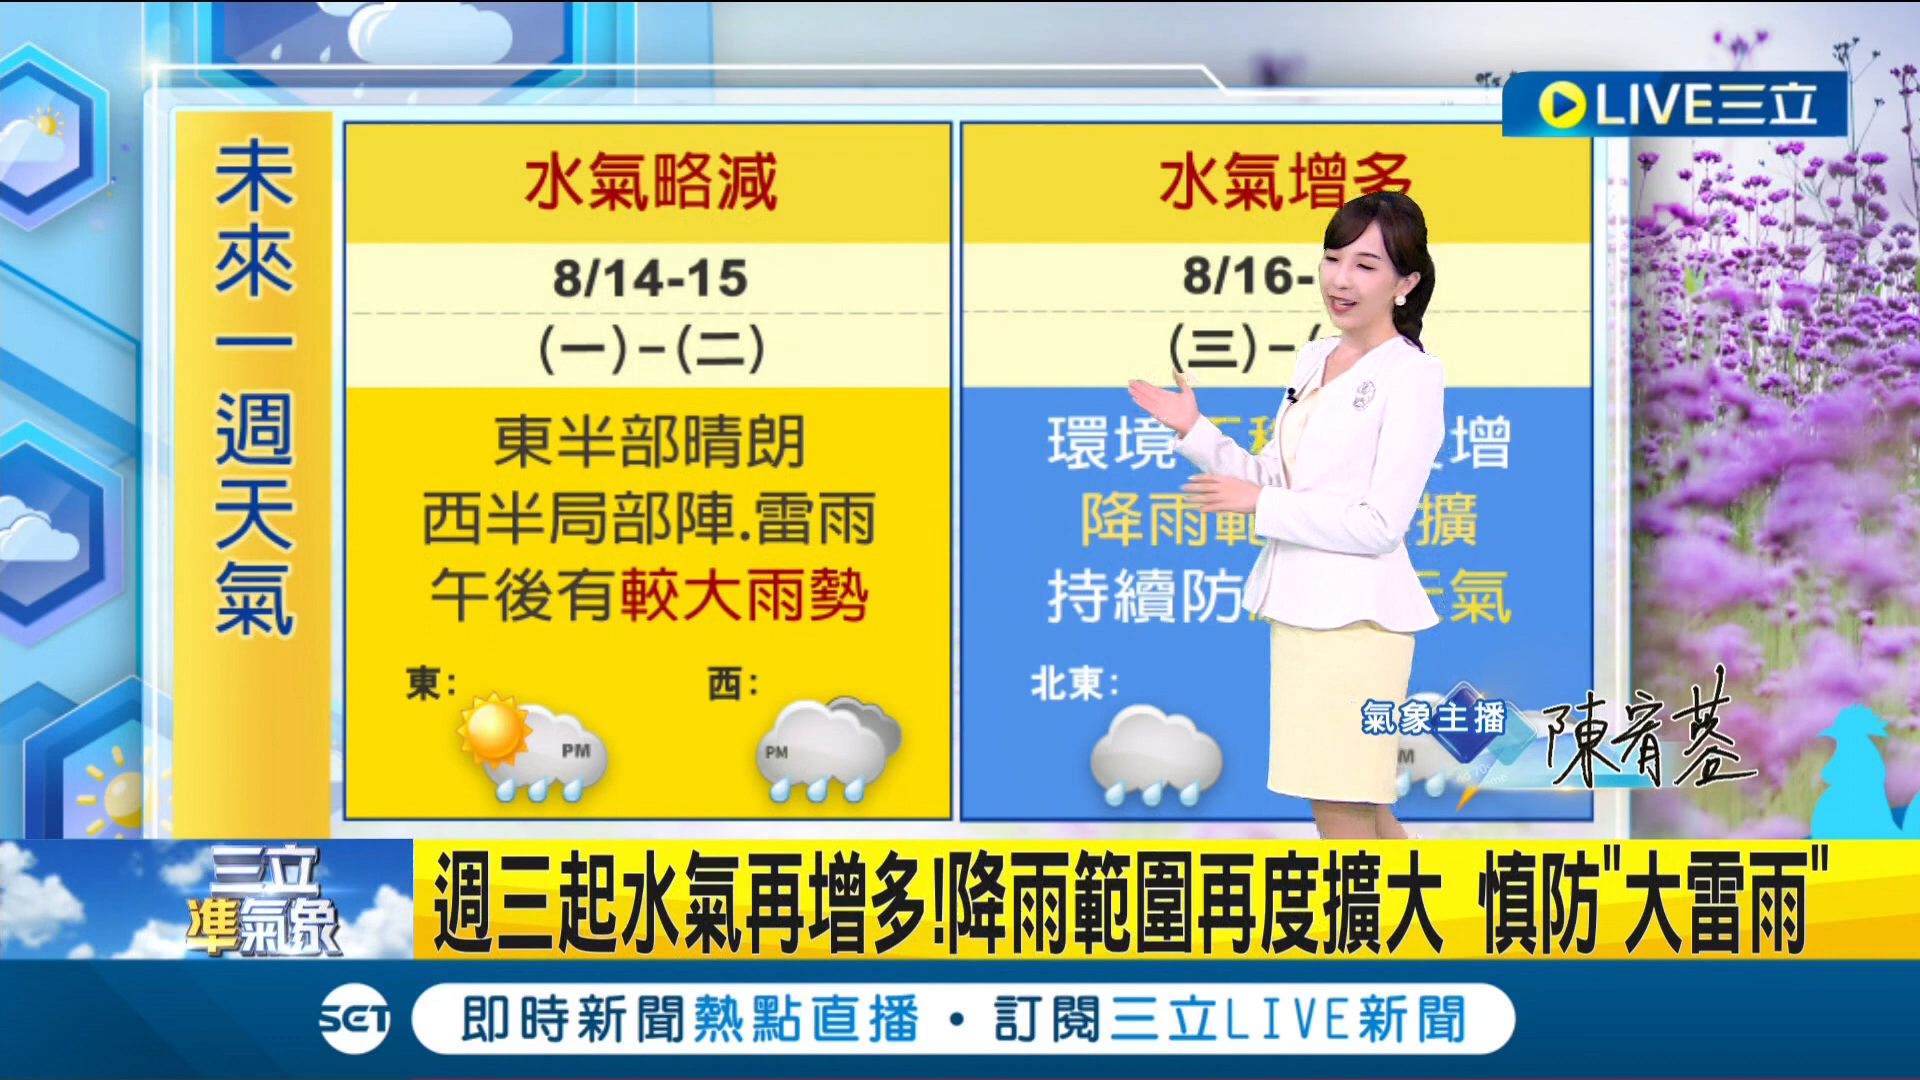 LIVE三立
未來一週天氣
水氣略減
8/14-15
(一)-(二)
東半部晴朗
西半局部陣.雷雨
午後有較大雨勢
東:
PM
西:
PM
水氣增多
8/16-
(三)-
環境
增
降雨範
擴
持續防
天氣
北東:
氣象主播
陳宥蓉
三立
準氣象
週三起水氣再增多!降雨範圍再度擴大 慎防"大雷雨"
SET
即時新聞熱點直播・訂閱三立LIVE新聞